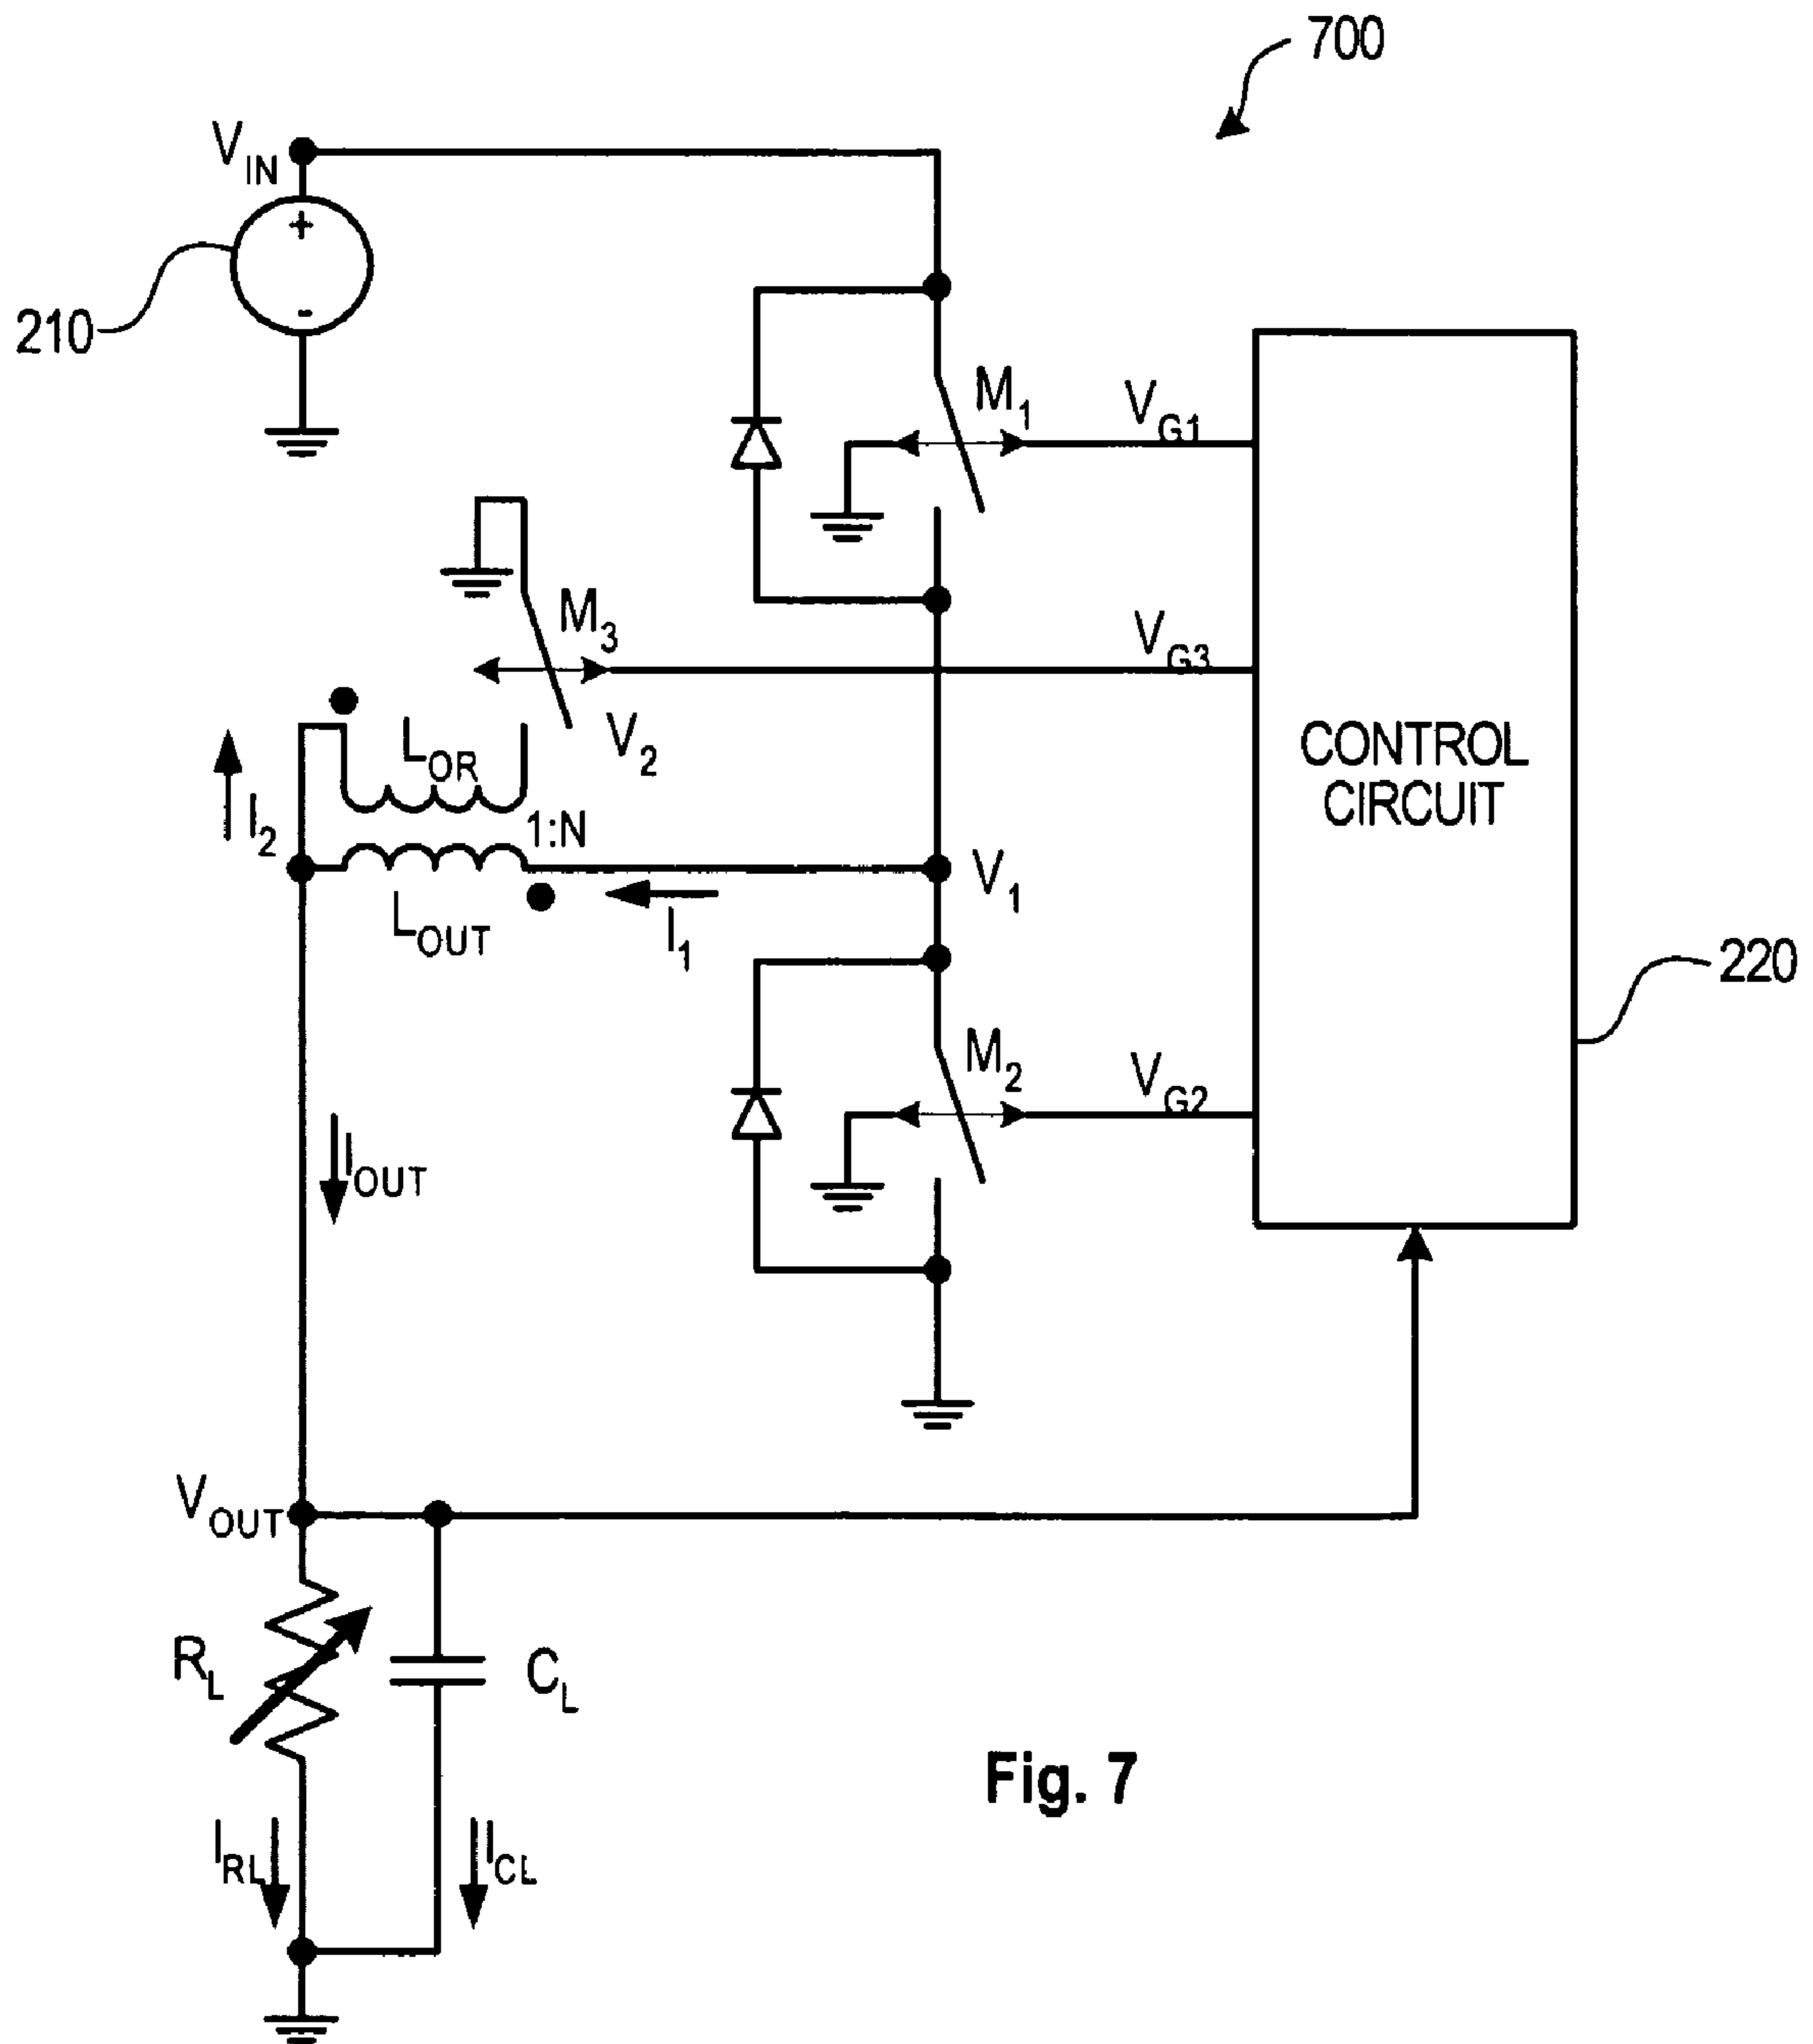 700
V_IN
+
-
210
M_1
V_G1
M_3
V_G3
V_2
L_OR
CONTROL
CIRCUIT
I_2
1:N
V_1
L_OUT
I_1
220
M_2
V_G2
I_OUT
V_OUT
R_L
C_L
Fig. 7
I_RL
I_CL